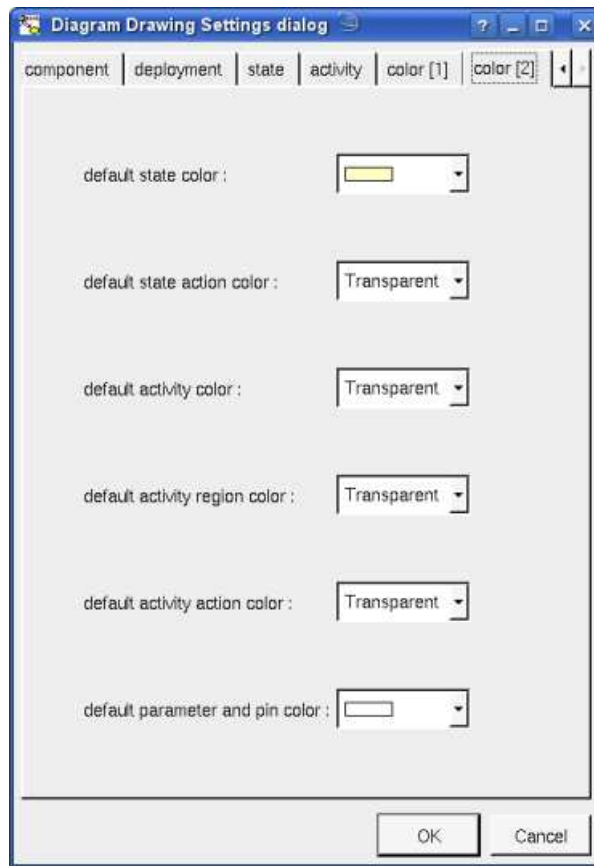 Diagram Drawing Settings dialog
component deployment state activity color [1] color [2]
default state color :
default state action color : Transparent
default activity color : Transparent
default activity region color : Transparent
default activity action color : Transparent
default parameter and pin color :
OK Cancel